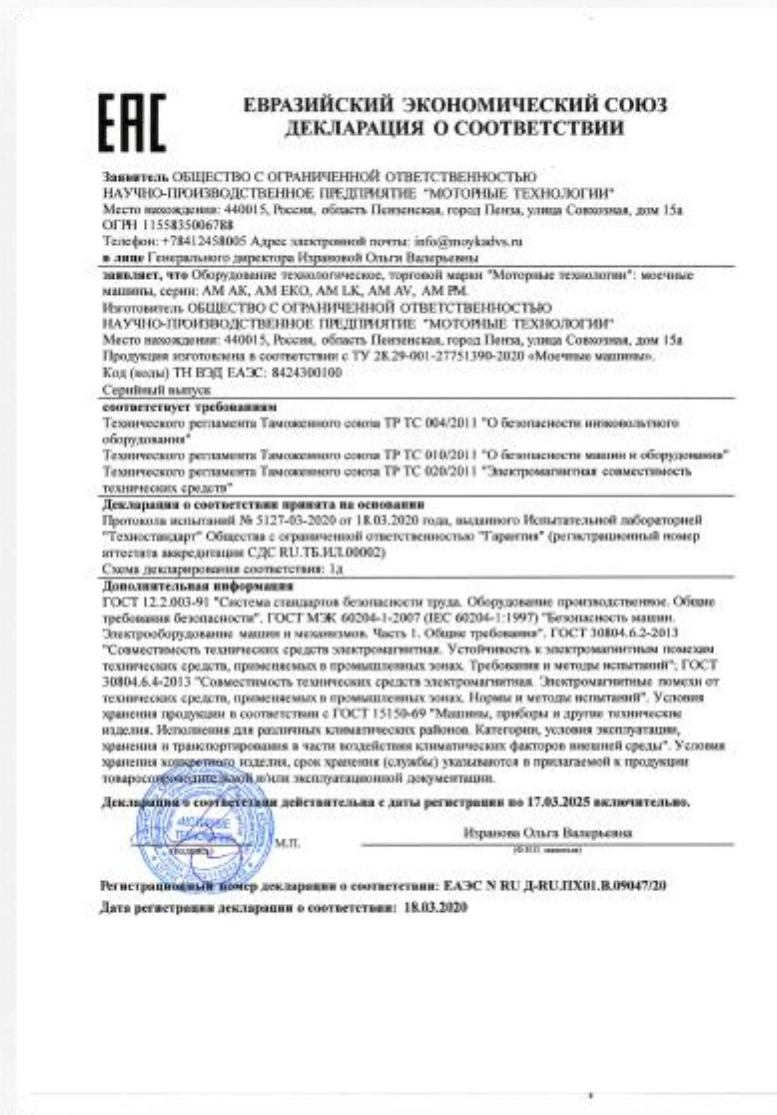 EAC
ЕВРАЗИЙСКИЙ ЭКОНОМИЧЕСКИЙ СОЮЗ
ДЕКЛАРАЦИЯ О СООТВЕТСТВИИ
Заявитель ОБЩЕСТВО С ОГРАНИЧЕННОЙ ОТВЕТСТВЕННОСТЬЮ
НАУЧНО-ПРОИЗВОДСТВЕННОЕ ПРЕДПРИЯТИЕ "МОТОРНЫЕ ТЕХНОЛОГИИ"
Место нахождения: 440015, Россия, область Пензенская, город Пенза, улица Совхозная, дом 15а
ОГРН 1155835006788
Телефон: +78412458005 Адрес электронной почты: info@moykadvs.ru
в лице Генерального директора Израновой Ольги Валерьевны
заявляет, что Оборудование технологическое, торговой марки "Моторные технологии": моечные
машины, серии: АМ АК, АМ ЕКО, АМ LK, АМ AV, АМ РМ.
Изготовитель ОБЩЕСТВО С ОГРАНИЧЕННОЙ ОТВЕТСТВЕННОСТЬЮ
НАУЧНО-ПРОИЗВОДСТВЕННОЕ ПРЕДПРИЯТИЕ "МОТОРНЫЕ ТЕХНОЛОГИИ"
Место нахождения: 440015, Россия, область Пензенская, город Пенза, улица Совхозная, дом 15а
Продукция изготовлена в соответствии с ТУ 28.29-001-27751390-2020 «Моечные машины».
Код (коды) ТН ВЭД ЕАЭС: 8424300100
Серийный выпуск
соответствует требованиям
Технического регламента Таможенного союза ТР ТС 004/2011 "О безопасности низковольтного
оборудования"
Технического регламента Таможенного союза ТР ТС 010/2011 "О безопасности машин и оборудования"
Технического регламента Таможенного союза ТР ТС 020/2011 "Электромагнитная совместимость
технических средств"
Декларация о соответствии принята на основании
Протокола испытаний № 5127-03-2020 от 18.03.2020 года, выданного Испытательной лабораторией
"Техностандарт" Общества с ограниченной ответственностью "Гарантия" (регистрационный номер
аттестата аккредитации СДС RU.ТБ.ИЛ.00002)
Схема декларирования соответствия: 1д
Дополнительная информация
ГОСТ 12.2.003-91 "Система стандартов безопасности труда. Оборудование производственное. Общие
требования безопасности". ГОСТ МЭК 60204-1-2007 (IEC 60204-1:1997) "Безопасность машин.
Электрооборудование машин и механизмов. Часть 1. Общие требования". ГОСТ 30804.6.2-2013
"Совместимость технических средств электромагнитная. Устойчивость к электромагнитным помехам
технических средств, применяемых в промышленных зонах. Требования и методы испытаний"; ГОСТ
30804.6.4-2013 "Совместимость технических средств электромагнитная. Электромагнитные помехи от
технических средств, применяемых в промышленных зонах. Нормы и методы испытаний". Условия
хранения продукции в соответствии с ГОСТ 15150-69 "Машины, приборы и другие технические
изделия. Исполнения для различных климатических районов. Категории, условия эксплуатации,
хранения и транспортирования в части воздействия климатических факторов внешней среды". Условия
хранения конкретного изделия, срок хранения (службы) указываются в прилагаемой к продукции
товаросопроводительной и/или эксплуатационной документации.
Декларация о соответствии действительна с даты регистрации по 17.03.2025 включительно.
«МОТОРНЫЕ
ТЕХНОЛОГИИ»
(подпись)
М.П.
Изранова Ольга Валерьевна
(Ф.И.О. заявителя)
Регистрационный номер декларации о соответствии: ЕАЭС N RU Д-RU.ПХ01.В.09047/20
Дата регистрации декларации о соответствии: 18.03.2020